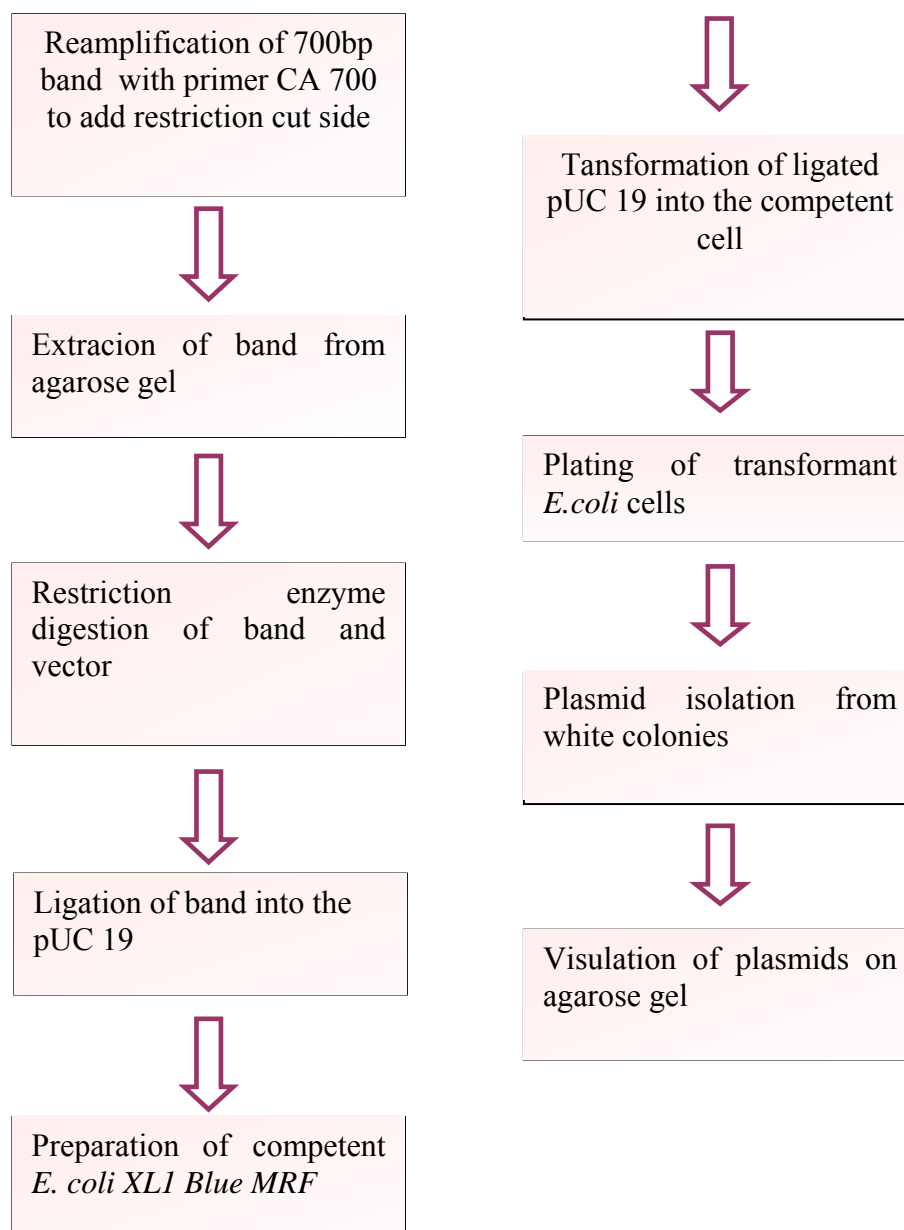 Reamplification of 700bp
band with primer CA 700
to add restriction cut side
Extracion of band from
agarose gel
Restriction enzyme
digestion of band and
vector
Ligation of band into the
pUC 19
Preparation of competent
E. coli XL1 Blue MRF
Tansformation of ligated
pUC 19 into the competent
cell
Plating of transformant
E.coli cells
Plasmid isolation from
white colonies
Visulation of plasmids on
agarose gel